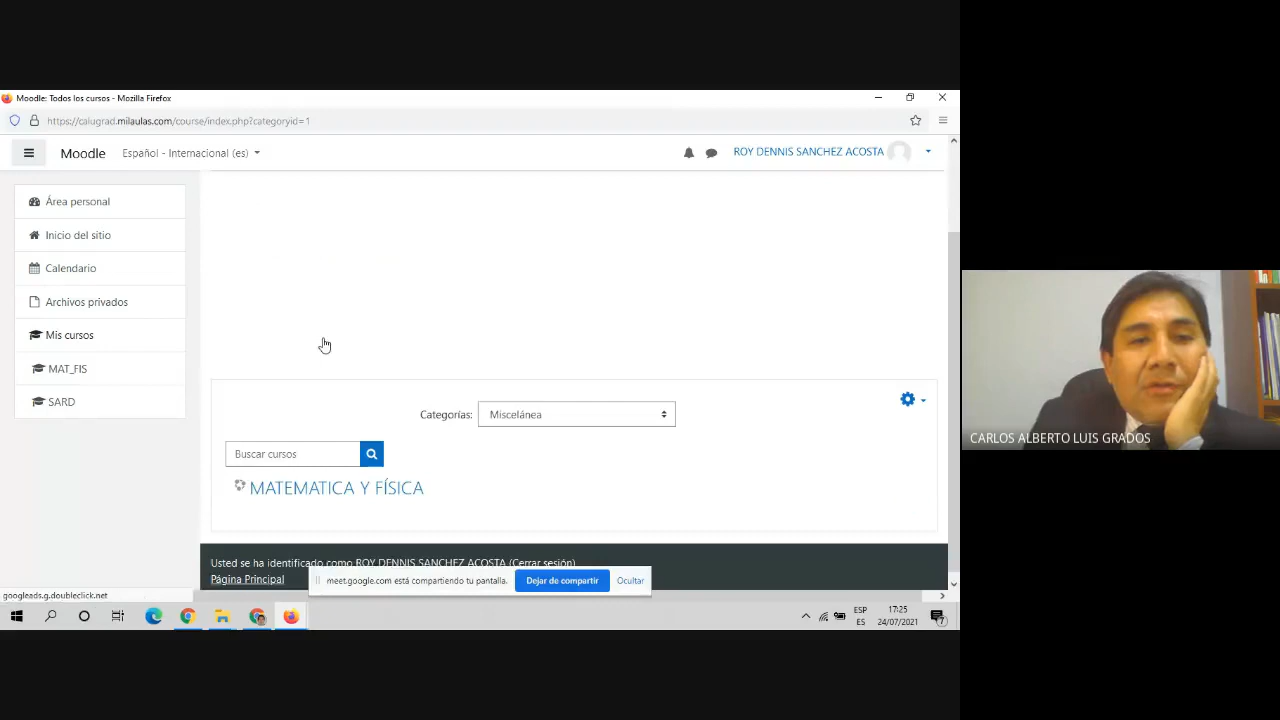 Moodle: Todos los cursos - Mozilla Firefox
https://calugrad.milaulas.com/course/index.php?categoryid=1
Moodle Español - Internacional (es) ROY DENNIS SANCHEZ ACOSTA
Área personal
Inicio del sitio
Calendario
Archivos privados
Mis cursos
MAT_FIS
SARD
Categorías: Miscelánea
Buscar cursos
MATEMATICA Y FÍSICA
Usted se ha identificado como ROY DENNIS SANCHEZ ACOSTA (Cerrar sesión)
Página Principal
meet.google.com está compartiendo tu pantalla. Dejar de compartir Ocultar
googleads.g.doubleclick.net
ESP
ES
17:25
24/07/2021
7
CARLOS ALBERTO LUIS GRADOS